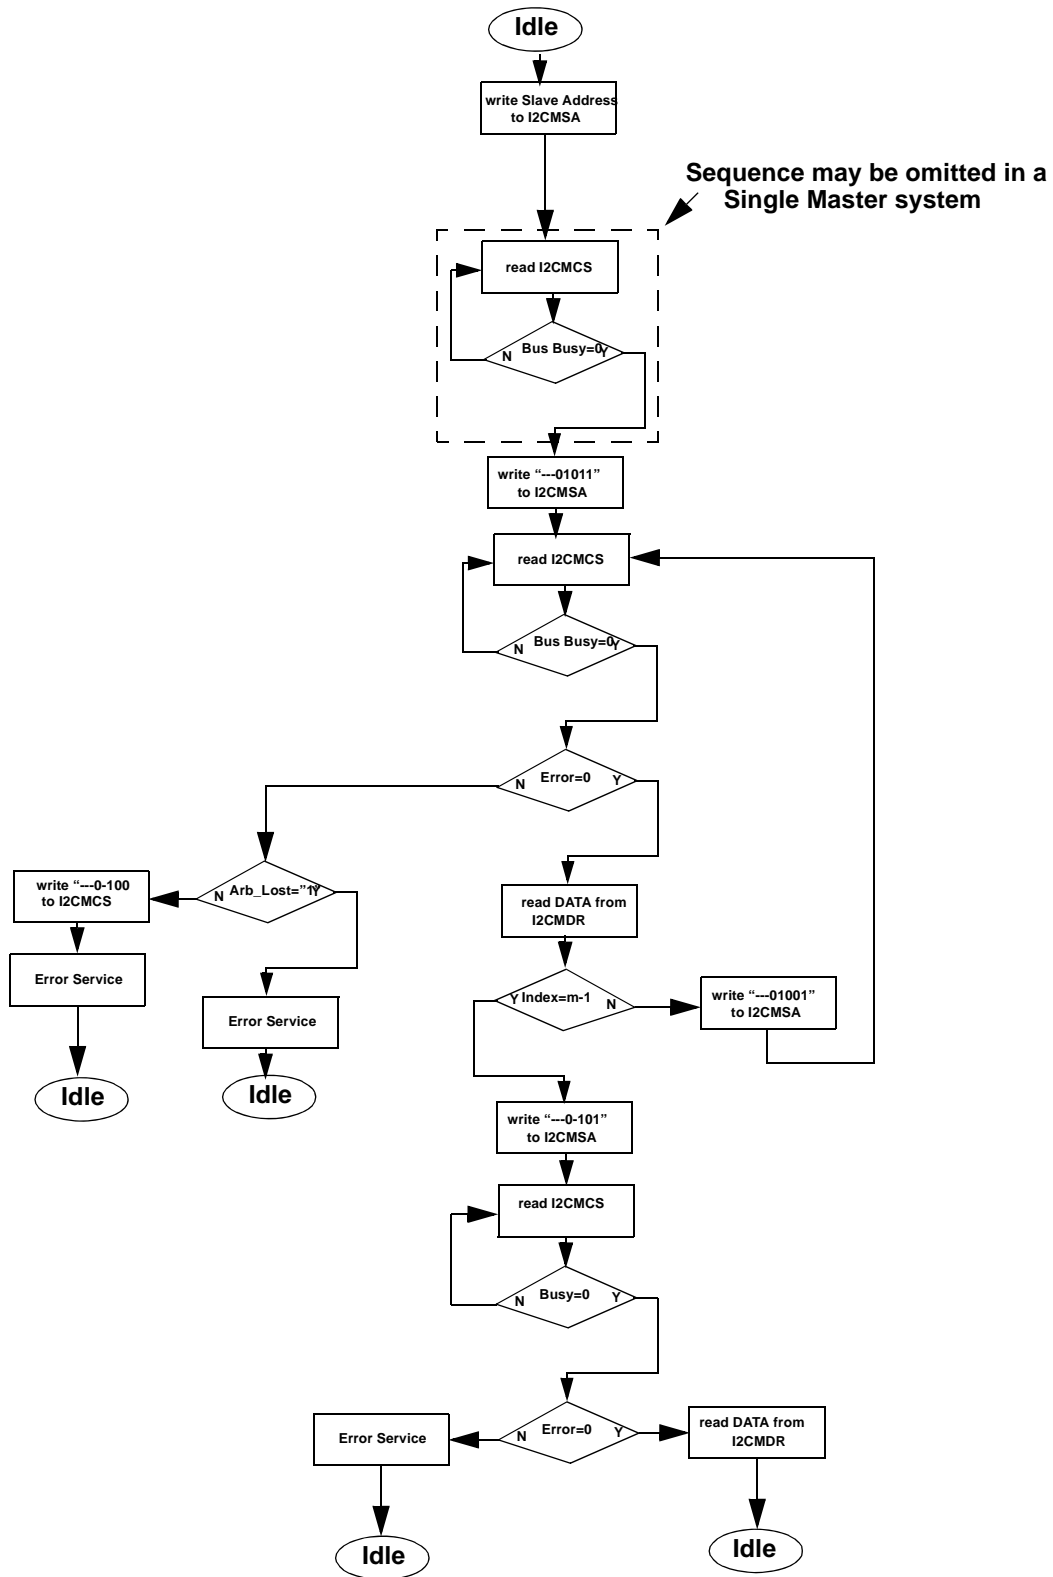 Idle
write Slave Address
to I2CMSA
Sequence may be omitted in a
Single Master system
read I2CMCS
N
Bus Busy=0
Y
write “---01011”
to I2CMSA
read I2CMCS
N
Bus Busy=0
Y
N
Error=0
Y
write “---0-100
to I2CMCS
N
Arb_Lost=”1
Y
read DATA from
I2CMDR
Error Service
Error Service
Y
Index=m-1
N
write “---01001”
to I2CMSA
Idle
Idle
write “---0-101”
to I2CMSA
read I2CMCS
N
Busy=0
Y
Error Service
N
Error=0
Y
read DATA from
I2CMDR
Idle
Idle